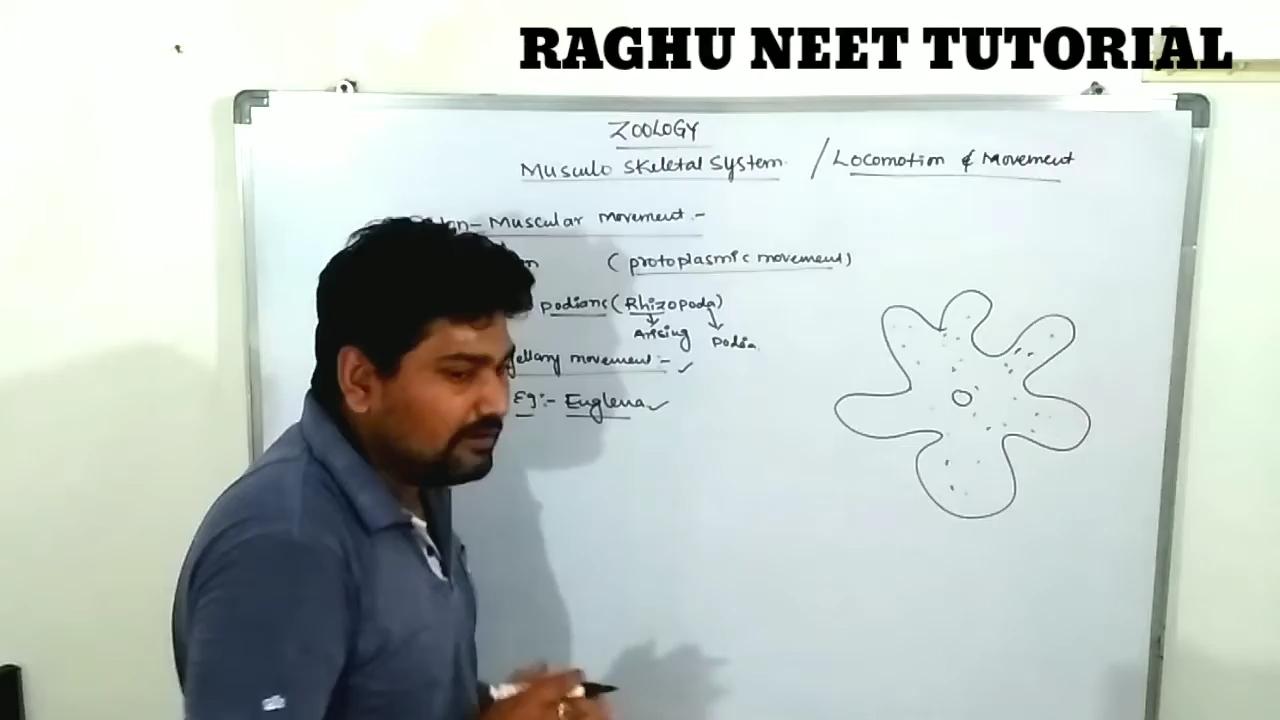 RAGHU NEET TUTORIAL
ZOOLOGY
Musculo Skeletal System / Locomotion & Movement
Muscular movement :-
(protoplasmic movement)
podians (Rhizopoda)
Arising Podia
movement :- ✓
Eg :- Euglena ✓